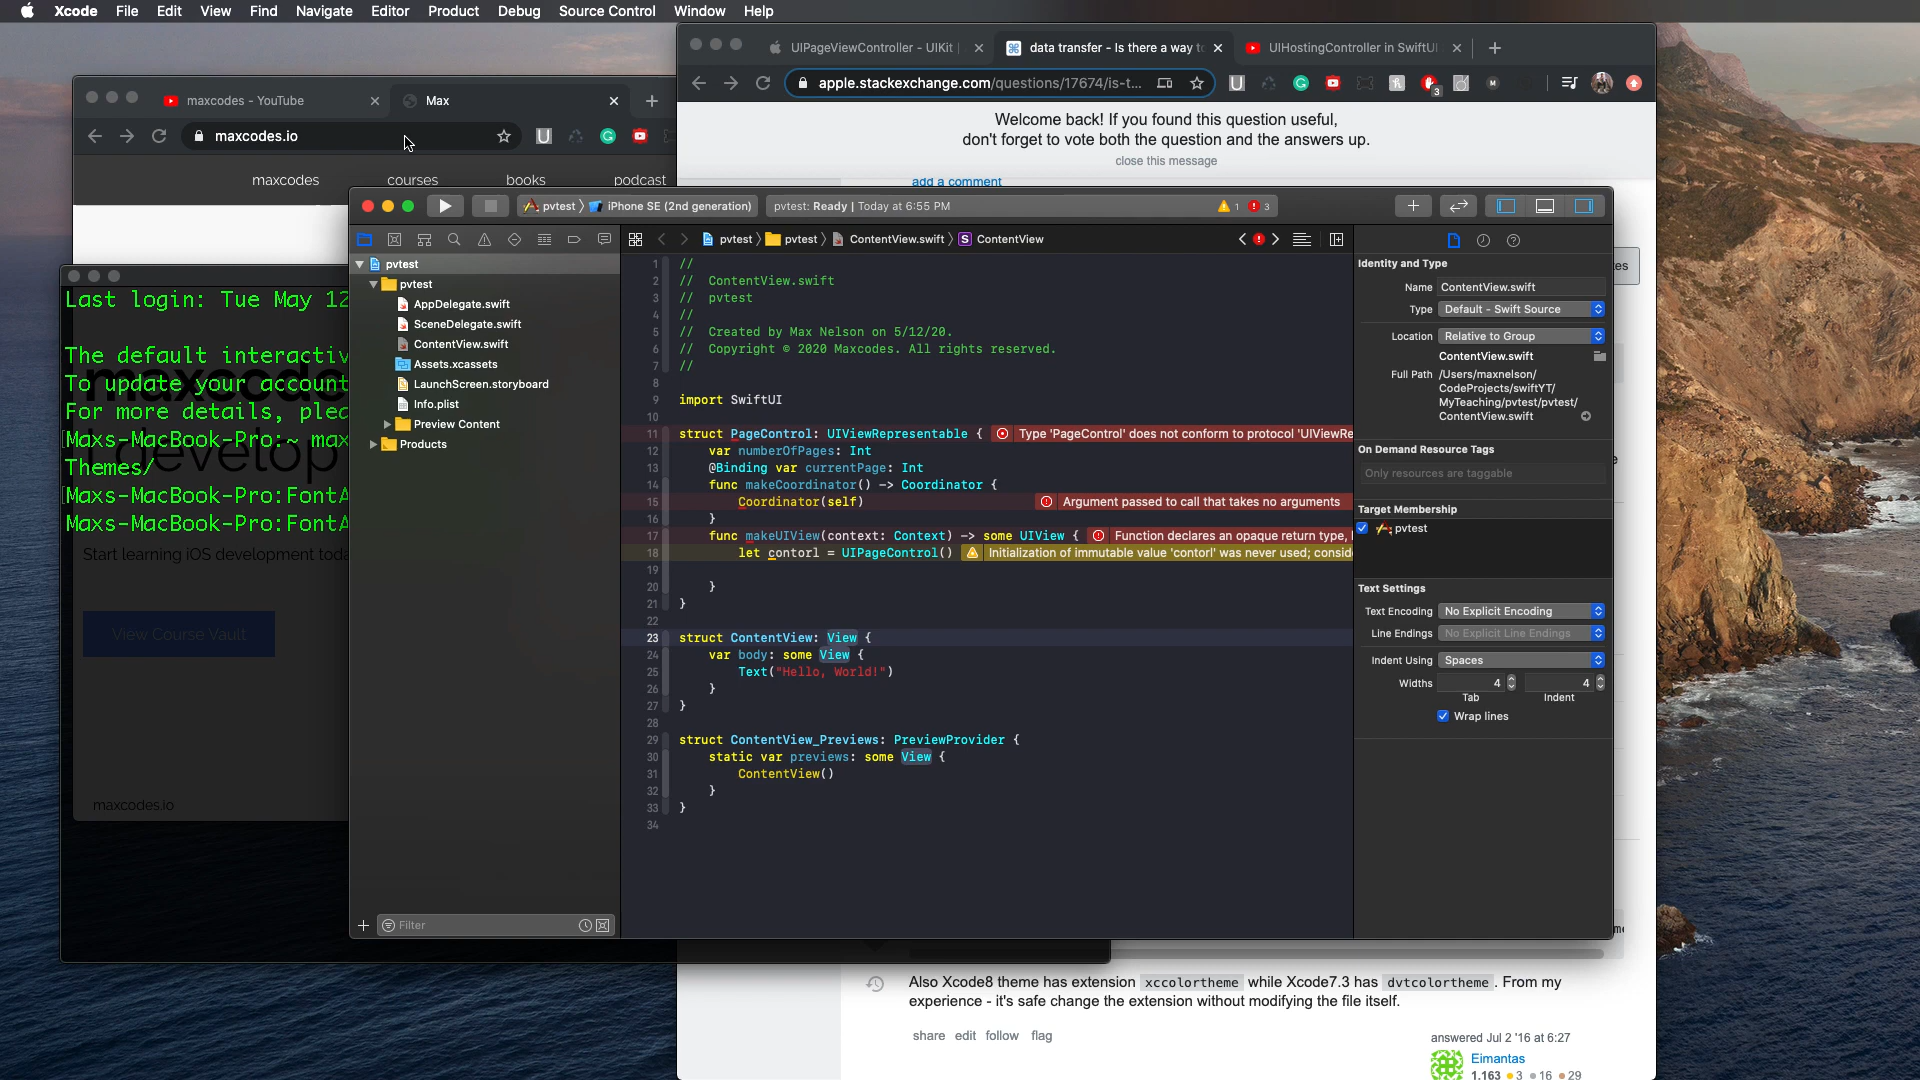 Xcode File Edit View Find Navigate Editor Product Debug Source Control Window Help
UIPageViewController - UIKit
data transfer - Is there a way to
UIHostingController in SwiftUI
apple.stackexchange.com/questions/17674/is-t...
3
Welcome back! If you found this question useful,
don't forget to vote both the question and the answers up.
close this message
add a comment
maxcodes - YouTube
Max
maxcodes.io
maxcodes courses books podcast
Last login: Tue May 12
The default interactiv
To update your account
For more details, plea
[Maxs-MacBook-Pro:~ max
Themes/
[Maxs-MacBook-Pro:FontA
Maxs-MacBook-Pro:FontA
i develop
Start learning iOS development toda
View Course Vault
maxcodes.io
pvtest iPhone SE (2nd generation)
pvtest: Ready | Today at 6:55 PM
1 3
pvtest
pvtest
AppDelegate.swift
SceneDelegate.swift
ContentView.swift
Assets.xcassets
LaunchScreen.storyboard
Info.plist
Preview Content
Products
Filter
pvtest pvtest ContentView.swift S ContentView
1 //
2 //  ContentView.swift
3 //  pvtest
4 //
5 //  Created by Max Nelson on 5/12/20.
6 //  Copyright © 2020 Maxcodes. All rights reserved.
7 //
8
9 import SwiftUI
10
11 struct PageControl: UIViewRepresentable { Type 'PageControl' does not conform to protocol 'UIViewRe
12 var numberOfPages: Int
13 @Binding var currentPage: Int
14 func makeCoordinator() -> Coordinator {
15 Coordinator(self) Argument passed to call that takes no arguments
16 }
17 func makeUIView(context: Context) -> some UIView { Function declares an opaque return type,
18 let contorl = UIPageControl() Initialization of immutable value 'contorl' was never used; consid
19
20 }
21 }
22
23 struct ContentView: View {
24 var body: some View {
25 Text("Hello, World!")
26 }
27 }
28
29 struct ContentView_Previews: PreviewProvider {
30 static var previews: some View {
31 ContentView()
32 }
33 }
34
Identity and Type
Name ContentView.swift
Type Default - Swift Source
Location Relative to Group
ContentView.swift
Full Path /Users/maxnelson/
CodeProjects/swiftYT/
MyTeaching/pvtest/pvtest/
ContentView.swift
On Demand Resource Tags
Only resources are taggable
Target Membership
pvtest
Text Settings
Text Encoding No Explicit Encoding
Line Endings No Explicit Line Endings
Indent Using Spaces
Widths 4 4
Tab Indent
Wrap lines
Also Xcode8 theme has extension xccolortheme while Xcode7.3 has dvtcolortheme . From my
experience - it's safe change the extension without modifying the file itself.
share edit follow flag
answered Jul 2 '16 at 6:27
Eimantas
1,163 3 16 29